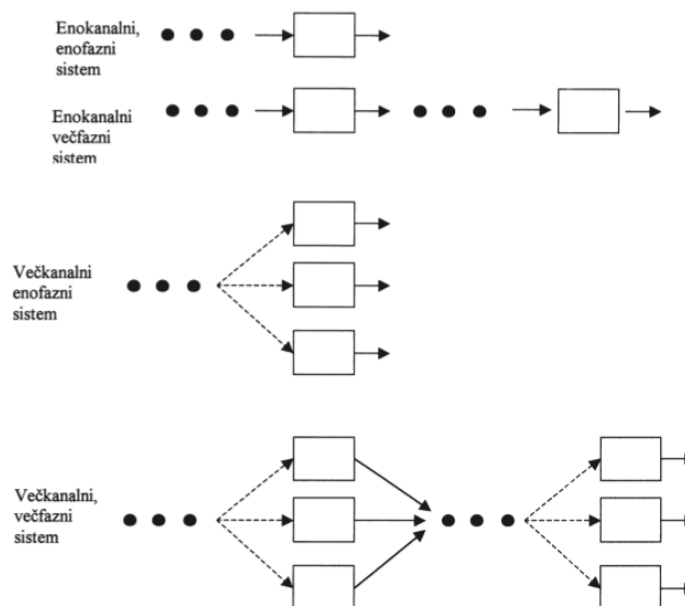 Enokanalni,
enofazni
sistem
Enokanalni
večfazni
sistem
Večkanalni
enofazni
sistem
Večkanalni,
večfazni
sistem